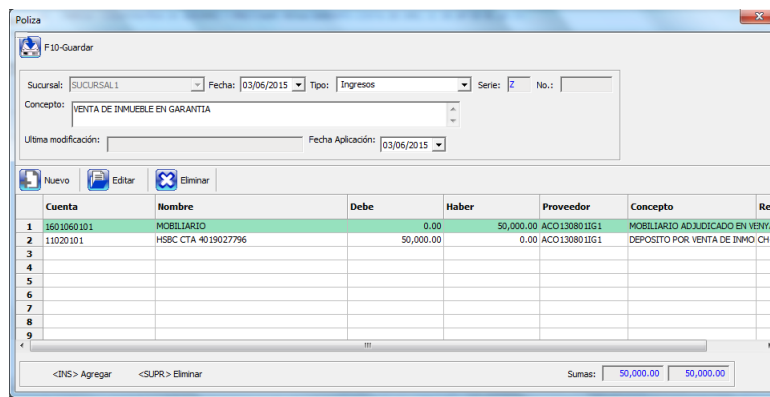 Poliza
F10-Guardar
Sucursal: SUCURSAL1 Fecha: 03/06/2015 Tipo: Ingresos Serie: Z No.:
Concepto: VENTA DE INMUEBLE EN GARANTIA
Ultima modificación: Fecha Aplicación: 03/06/2015
Nuevo Editar Eliminar
Cuenta Nombre Debe Haber Proveedor Concepto Re
1 1601060101 MOBILIARIO 0.00 50,000.00 ACO130801IG1 MOBILIARIO ADJUDICADO EN VENY
2 11020101 HSBC CTA 4019027796 50,000.00 0.00 ACO130801IG1 DEPOSITO POR VENTA DE INMO CH
3
4
5
6
7
8
9
<INS> Agregar <SUPR> Eliminar Sumas: 50,000.00 50,000.00